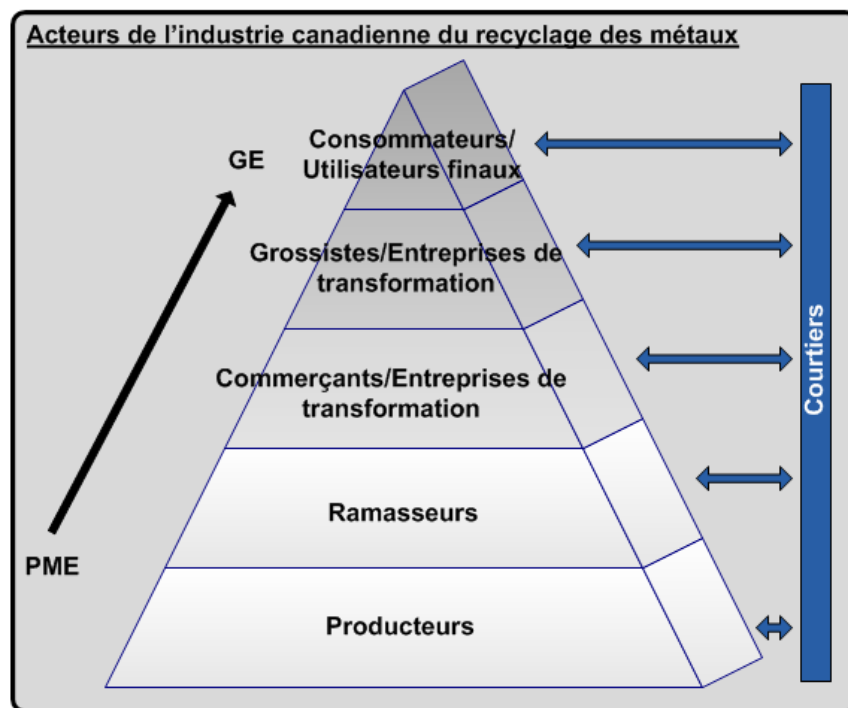 Acteurs de l'industrie canadienne du recyclage des métaux
Consommateurs/
Utilisateurs finaux
GE
Grossistes/Entreprises de
transformation
Commerçants/Entreprises de
transformation
Courtiers
Ramasseurs
PME
Producteurs